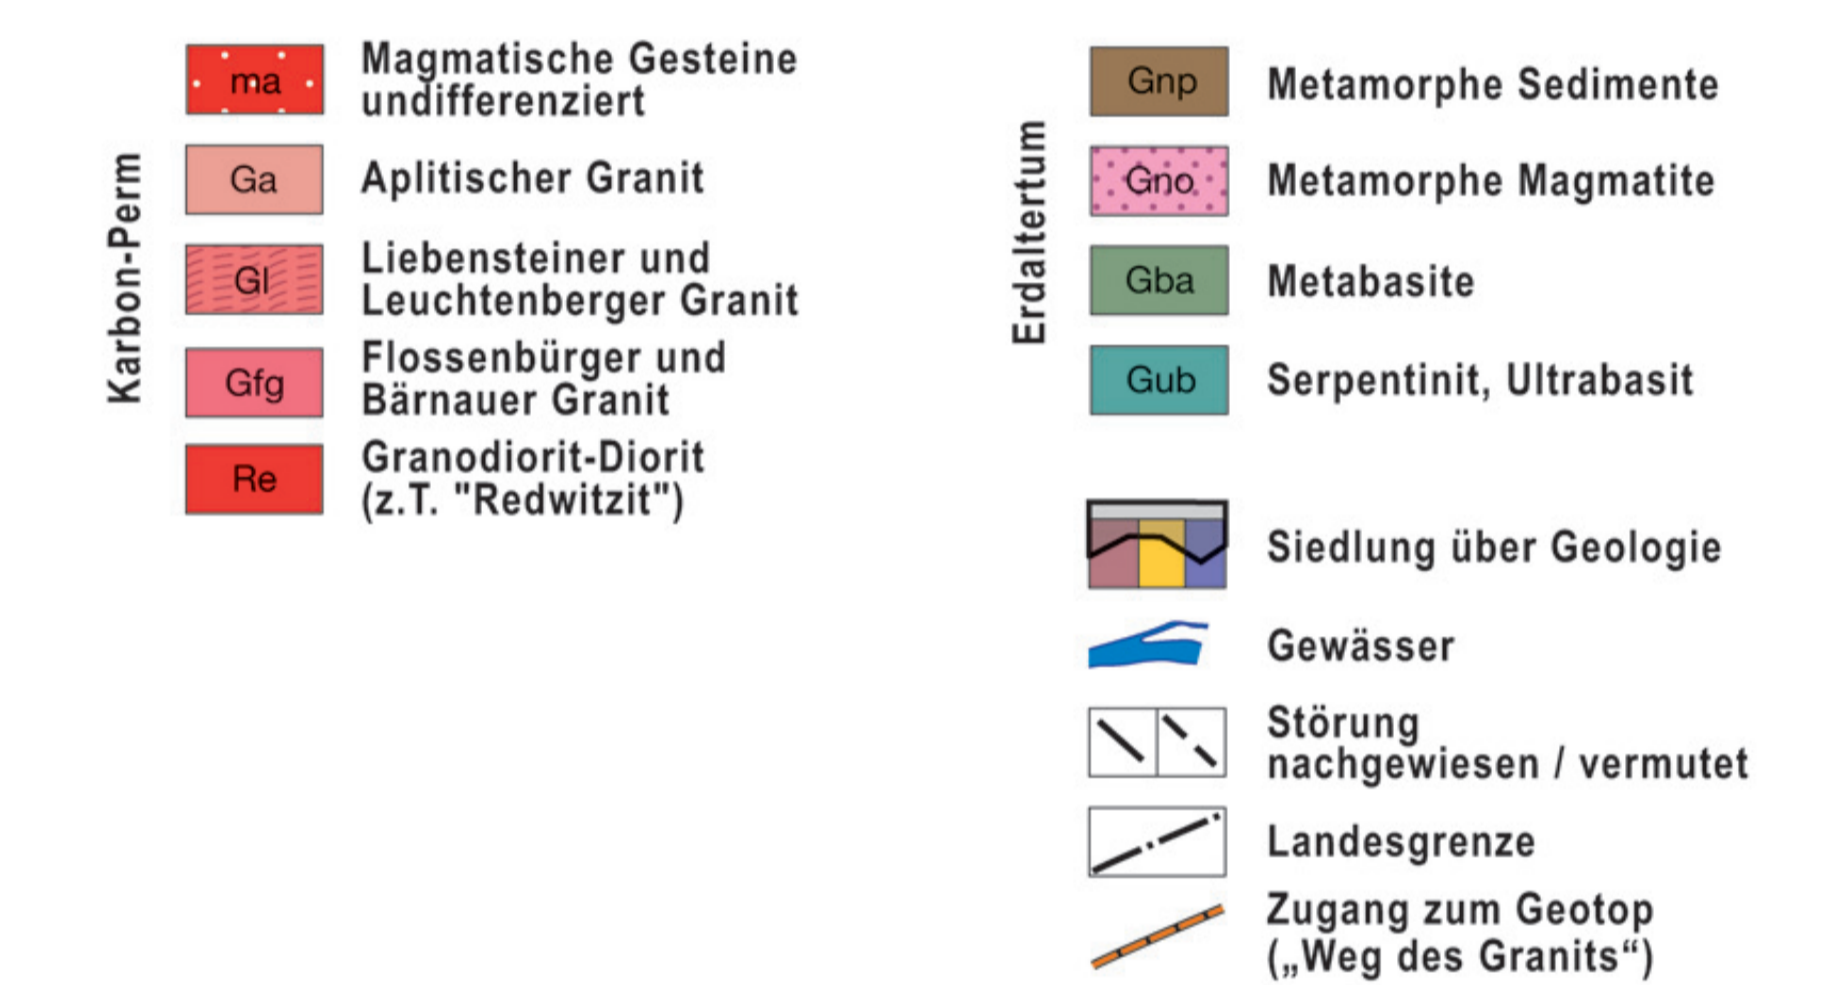 Karbon-Perm
ma
Magmatische Gesteine
undifferenziert
Ga
Aplitischer Granit
Gl
Liebensteiner und
Leuchtenberger Granit
Gfg
Flossenbürger und
Bärnauer Granit
Re
Granodiorit-Diorit
(z.T. "Redwitzit")
Erdaltertum
Gnp
Metamorphe Sedimente
Gno
Metamorphe Magmatite
Gba
Metabasite
Gub
Serpentinit, Ultrabasit
Siedlung über Geologie
Gewässer
Störung
nachgewiesen / vermutet
Landesgrenze
Zugang zum Geotop
(„Weg des Granits“)